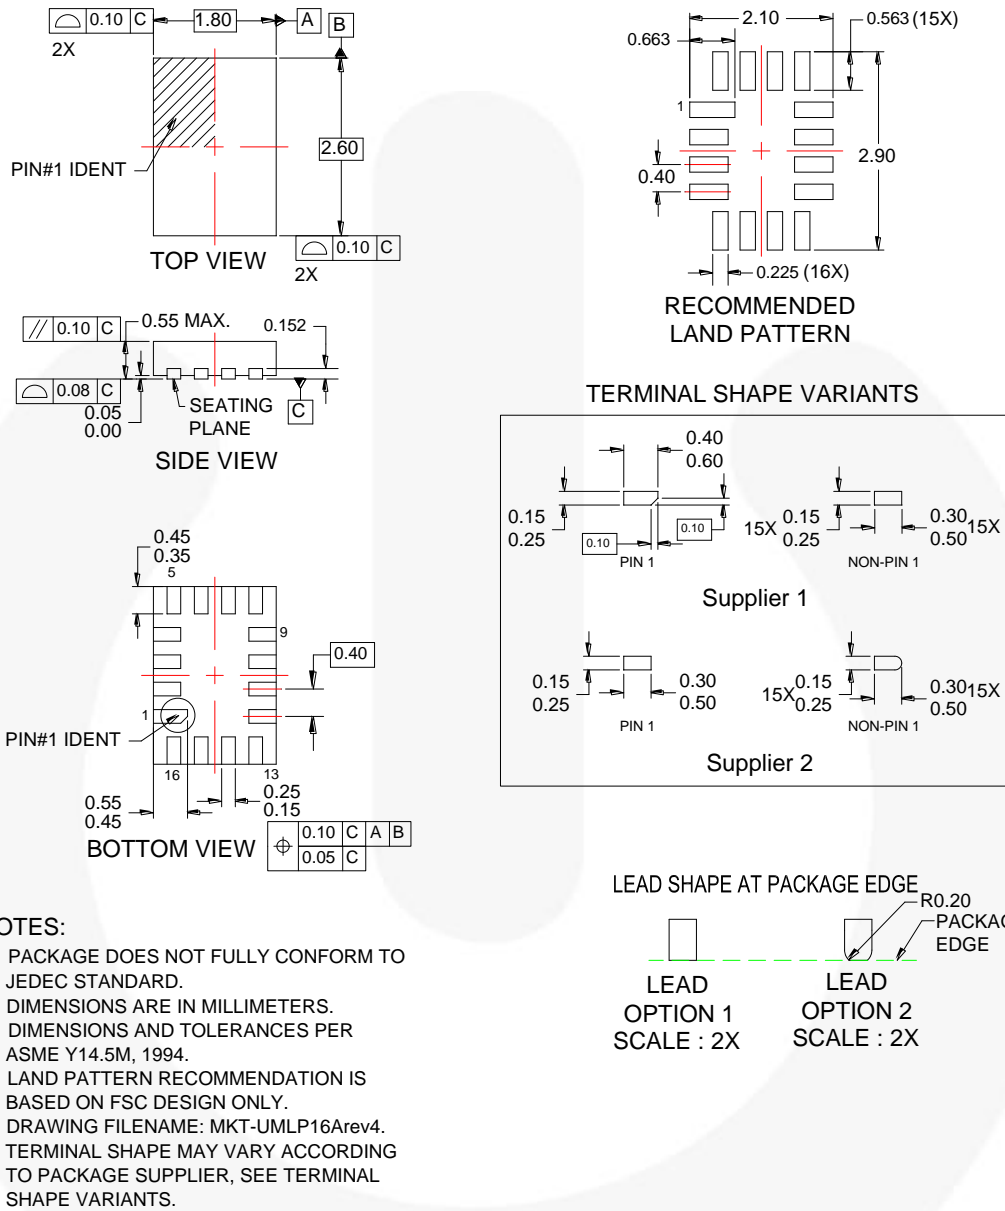 0.10 C
2X
1.80
A
B
2.60
PIN#1 IDENT
0.10 C
2X
TOP VIEW
2.10
0.563 (15X)
0.663
1
2.90
0.40
0.225 (16X)
RECOMMENDED
LAND PATTERN
// 0.10 C
0.55 MAX.
0.152
0.08 C
0.05
0.00
SEATING
PLANE
C
SIDE VIEW
TERMINAL SHAPE VARIANTS
0.40
0.60
0.15
0.25
0.10
0.10
PIN 1
15X
0.15
0.25
0.30
0.50
15X
NON-PIN 1
Supplier 1
0.15
0.25
0.30
0.50
PIN 1
15X
0.15
0.25
0.30
0.50
15X
NON-PIN 1
Supplier 2
0.45
0.35
5
9
0.40
1
PIN#1 IDENT
16
13
0.55
0.45
0.25
0.15
BOTTOM VIEW
0.10 C A B
0.05 C
LEAD SHAPE AT PACKAGE EDGE
R0.20
PACKAG
EDGE
LEAD
OPTION 1
SCALE : 2X
LEAD
OPTION 2
SCALE : 2X
OTES:
PACKAGE DOES NOT FULLY CONFORM TO
JEDEC STANDARD.
DIMENSIONS ARE IN MILLIMETERS.
DIMENSIONS AND TOLERANCES PER
ASME Y14.5M, 1994.
LAND PATTERN RECOMMENDATION IS
BASED ON FSC DESIGN ONLY.
DRAWING FILENAME: MKT-UMLP16Arev4.
TERMINAL SHAPE MAY VARY ACCORDING
TO PACKAGE SUPPLIER, SEE TERMINAL
SHAPE VARIANTS.